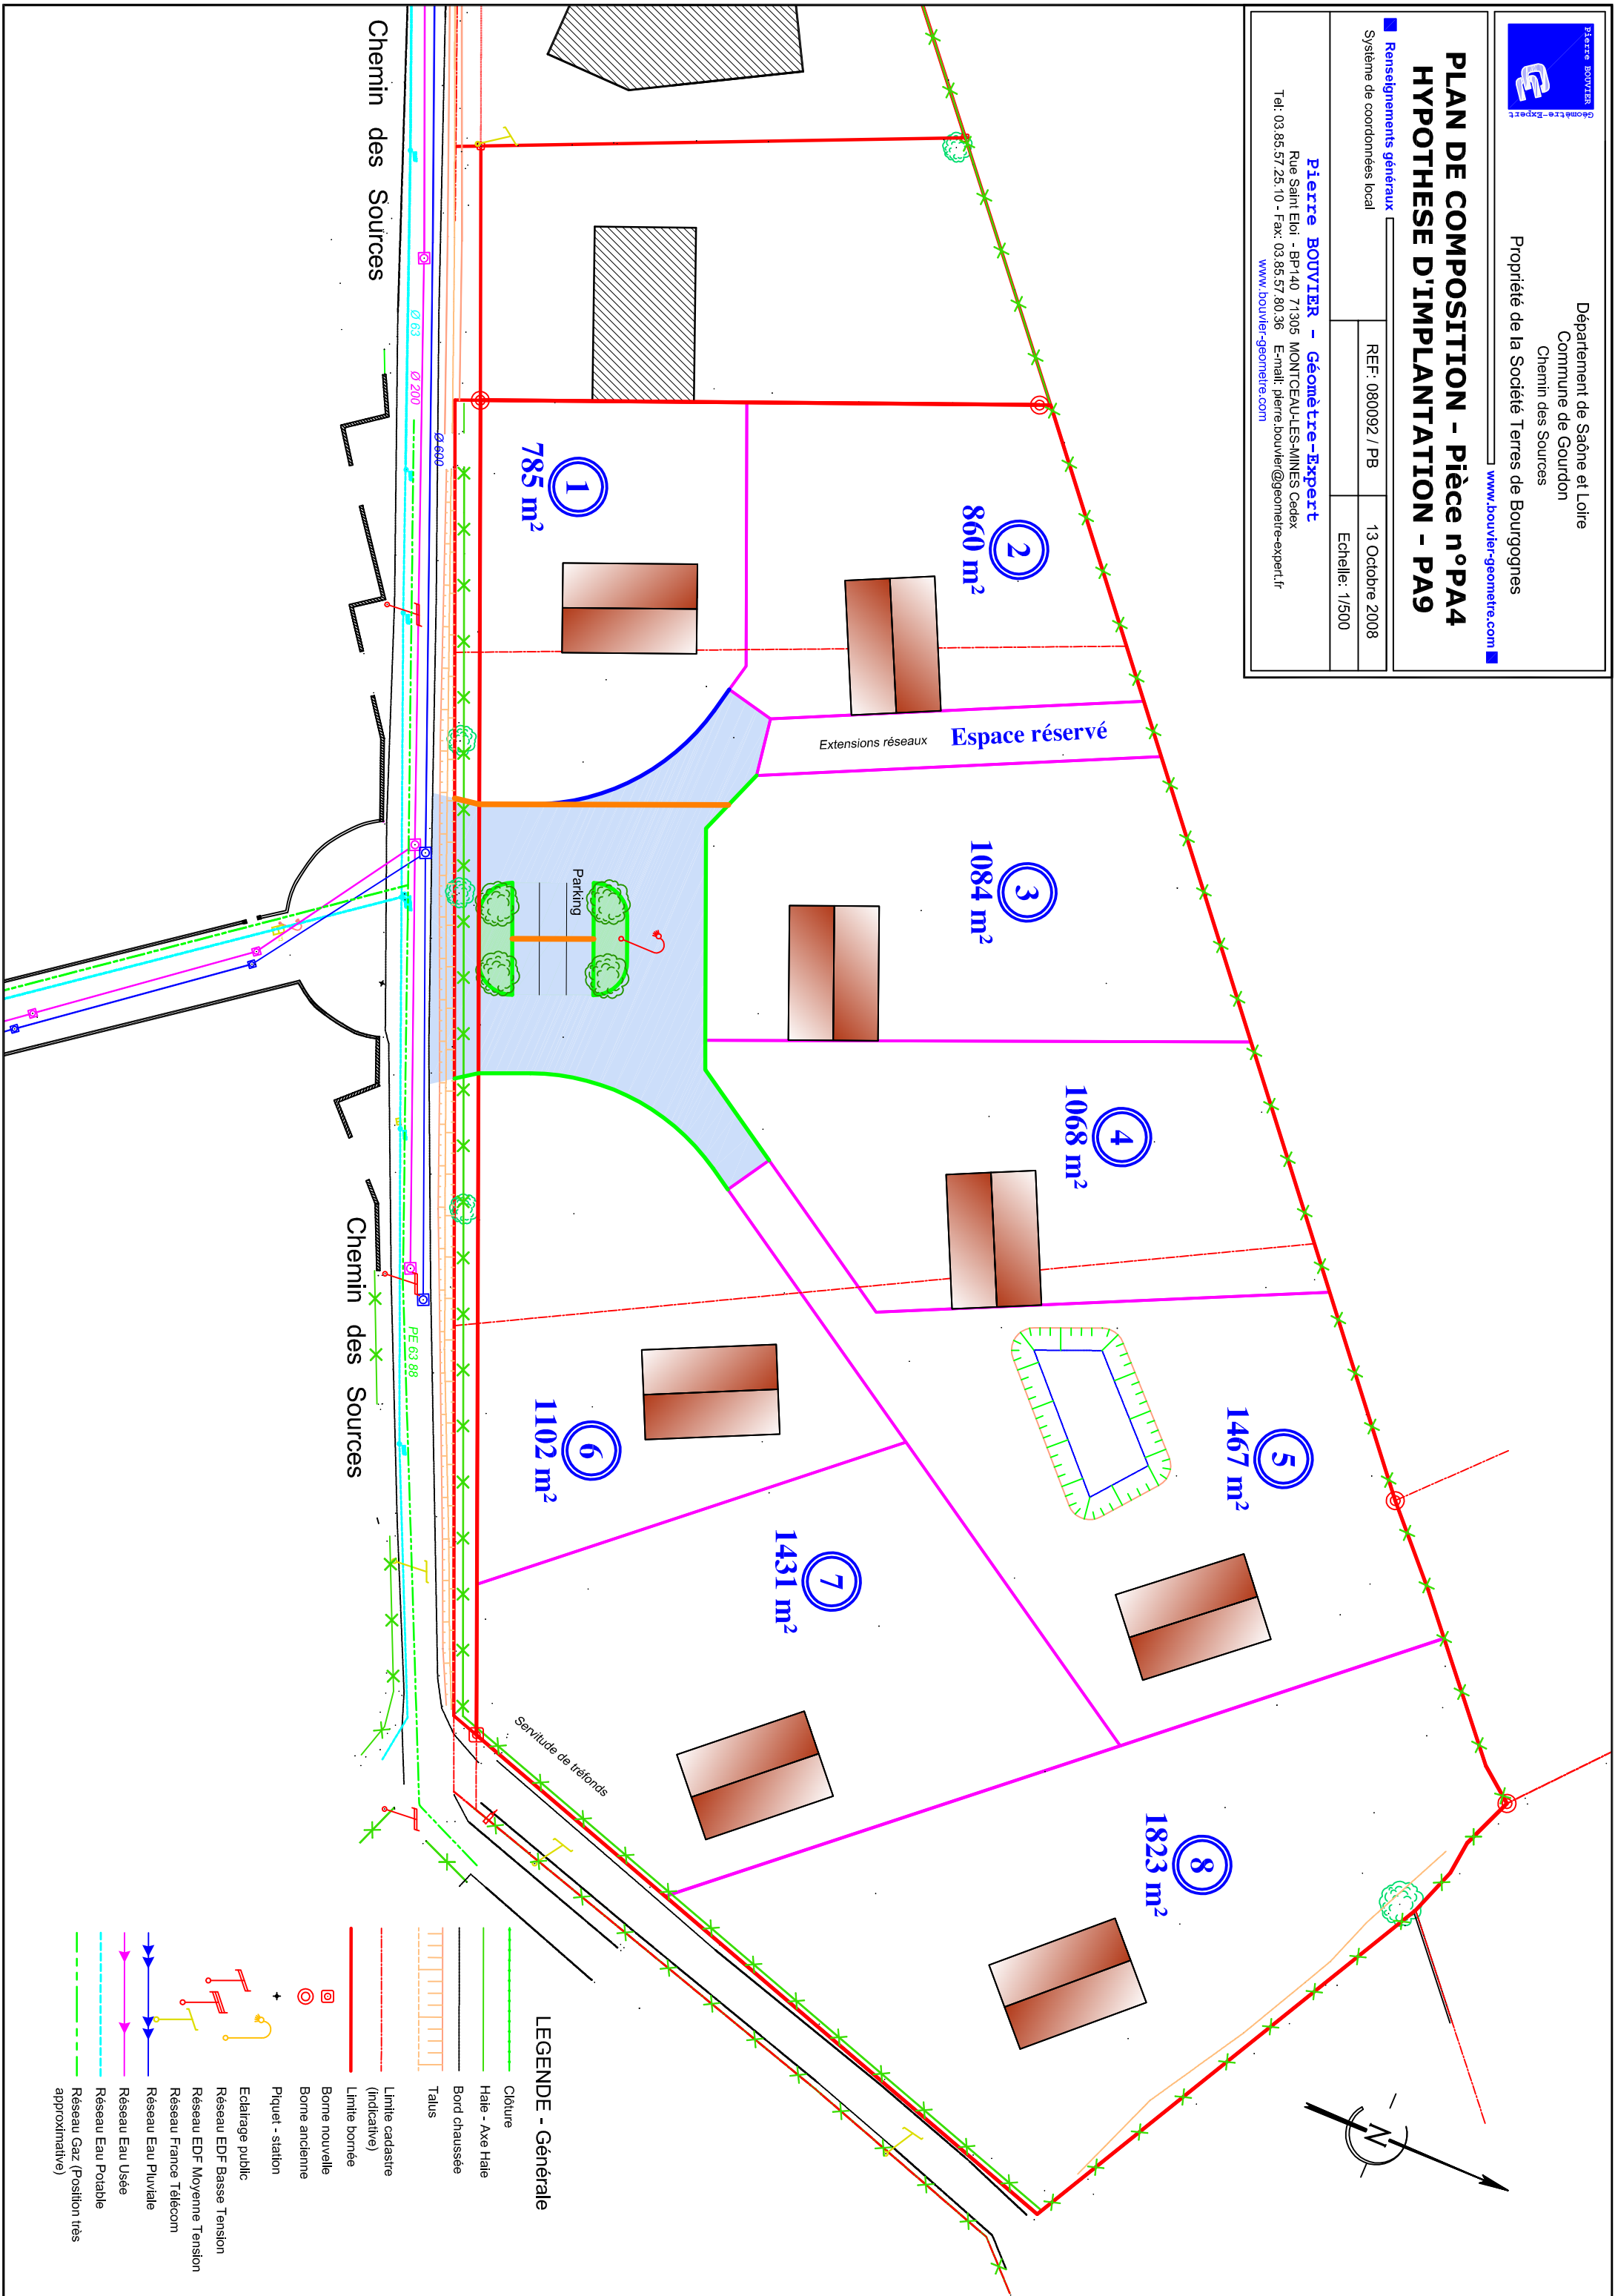 Pierre BOUVIER
Géomètre-Expert
Département de Saône et Loire
Commune de Gourdon
Chemin des Sources
Propriété de la Société Terres de Bourgognes
www.bouvier-geometre.com
PLAN DE COMPOSITION - Pièce n°PA4
HYPOTHESE D'IMPLANTATION - PA9
Renseignements généraux
Système de coordonnées local
REF: 080092 / PB
13 Octobre 2008
Echelle: 1/500
Pierre BOUVIER - Géomètre-Expert
Rue Saint Eloi - BP140 71305 MONTCEAU-LES-MINES Cedex
Tel: 03.85.57.25.10 - Fax: 03.85.57.80.36 E-mail: pierre.bouvier@geometre-expert.fr
www.bouvier-geometre.com
2
860 m²
1
785 m²
Espace réservé
Extensions réseaux
3
1084 m²
Parking
4
1068 m²
5
1467 m²
6
1102 m²
7
1431 m²
8
1823 m²
Servitude de tréfonds
Chemin des Sources
Ø 63
Ø 200
Ø 600
Chemin des Sources
PE 63 88
N
LEGENDE - Générale
Clôture
Haie - Axe Haie
Bord chaussée
Talus
Limite cadastre
(indicative)
Limite bornée
Borne nouvelle
Borne ancienne
Piquet - station
Eclairage public
Réseau EDF Basse Tension
Réseau EDF Moyenne Tension
Réseau France Télécom
Réseau Eau Pluviale
Réseau Eau Usée
Réseau Eau Potable
Réseau Gaz (Position très
approximative)